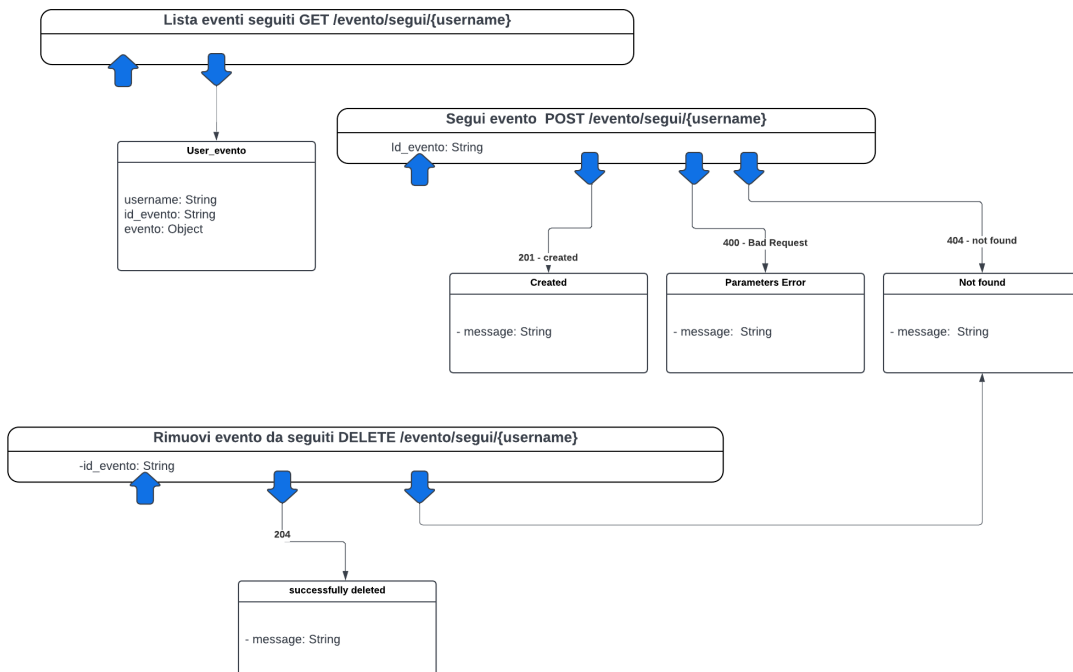 Lista eventi seguiti GET /evento/segui/{username}
User_evento
username: String
id_evento: String
evento: Object
Segui evento  POST /evento/segui/{username}
Id_evento: String
201 - created
400 - Bad Request
404 - not found
Created
- message: String
Parameters Error
- message:  String
Not found
- message:  String
Rimuovi evento da seguiti DELETE /evento/segui/{username}
-id_evento: String
204
successfully deleted
- message: String